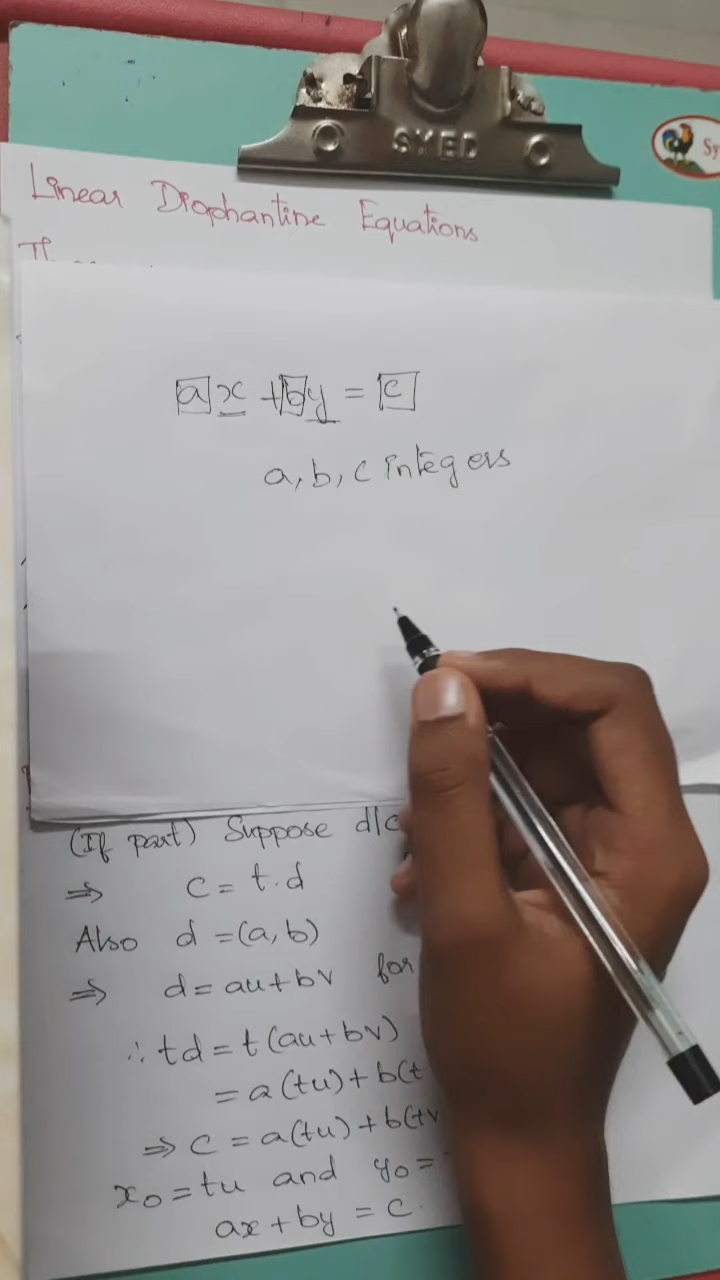 SYED
Sy
Linear Diophantine Equations
ax + by = c
a, b, c integers
(If part) Suppose d/c
⇒ c = t.d
Also d = (a, b)
⇒ d = au + bv for
∴ td = t(au + bv)
= a(tu) + b(t
⇒ c = a(tu) + b(tv
x₀ = tu and y₀ =
ax + by = c.